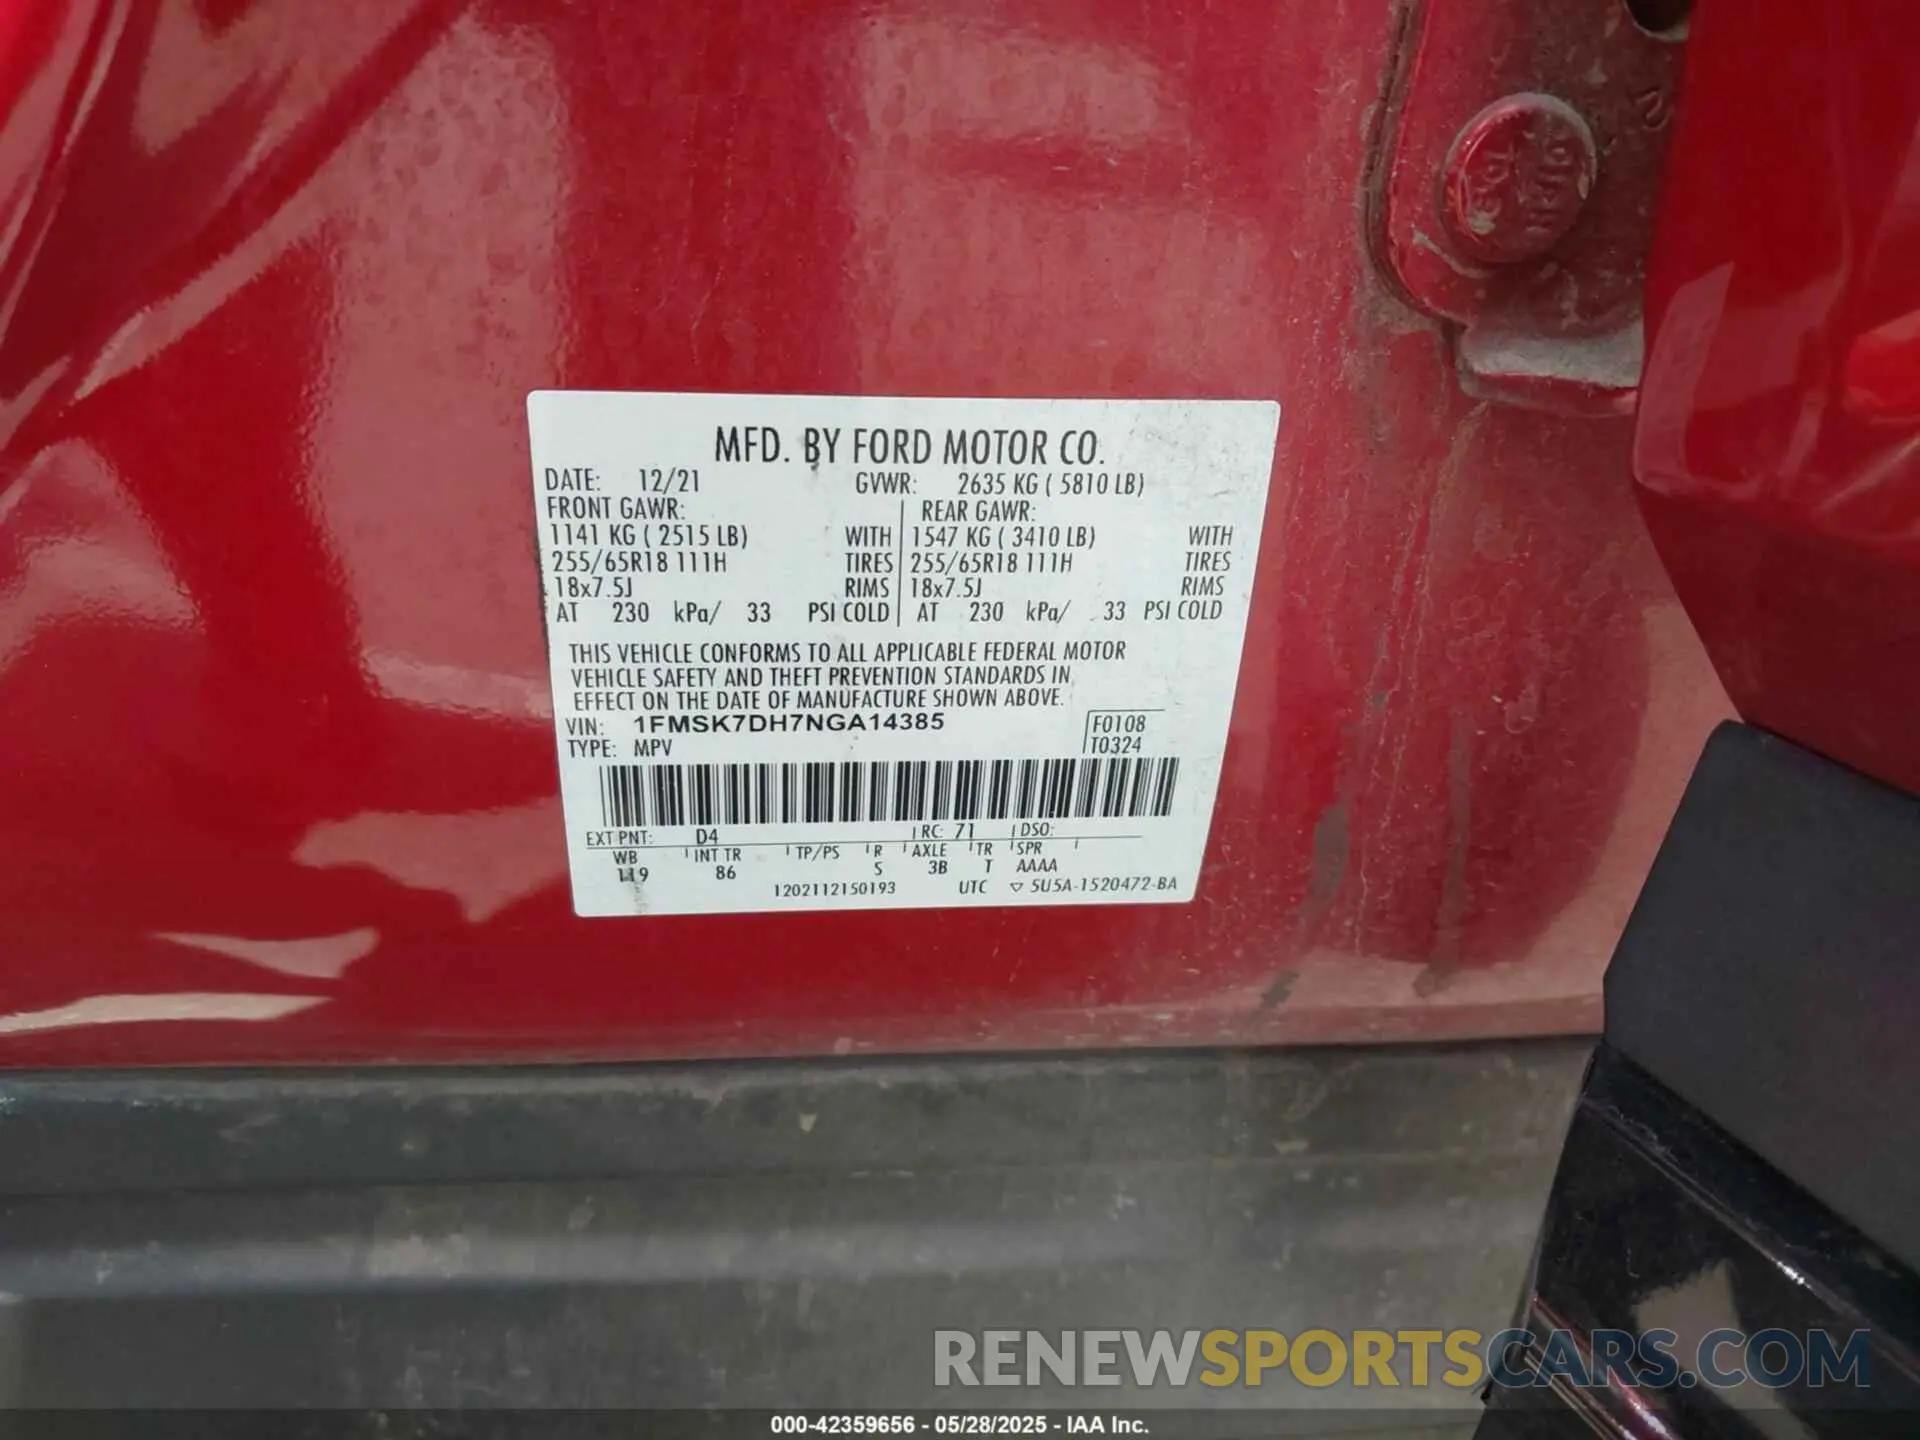 MFD. BY FORD MOTOR CO.
DATE: 12/21 GVWR: 2635 KG ( 5810 LB)
FRONT GAWR: REAR GAWR:
1141 KG ( 2515 LB) WITH 1547 KG ( 3410 LB) WITH
255/65R18 111H TIRES 255/65R18 111H TIRES
18x7.5J RIMS 18x7.5J RIMS
AT 230 kPa/ 33 PSI COLD AT 230 kPa/ 33 PSI COLD
THIS VEHICLE CONFORMS TO ALL APPLICABLE FEDERAL MOTOR
VEHICLE SAFETY AND THEFT PREVENTION STANDARDS IN
EFFECT ON THE DATE OF MANUFACTURE SHOWN ABOVE.
VIN: 1FMSK7DH7NGA14385 F0108
TYPE: MPV T0324
EXT PNT: D4 RC: 71 DSO:
WB INT TR TP/PS R AXLE TR SPR
119 86 S 3B T AAAA
1202112150193 UTC ▽ 5U5A-1520472-BA
RENEWSPORTSCARS.COM
000-42359656 - 05/28/2025 - IAA Inc.